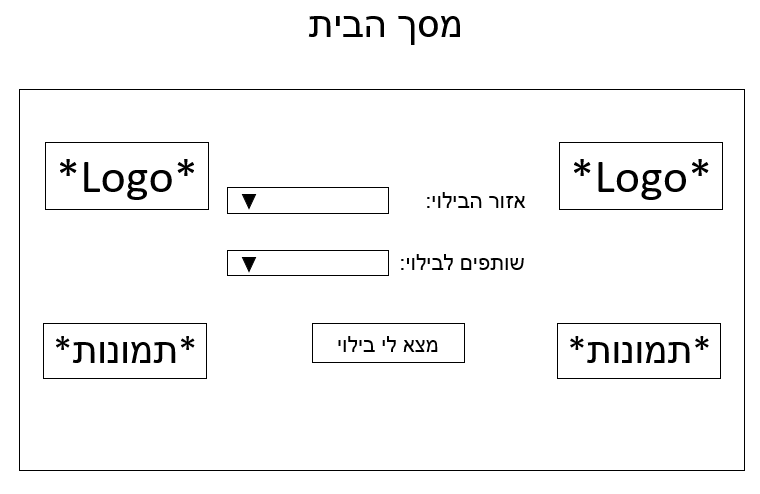 מסך הבית
*Logo*
*Logo*
אזור הבילוי:
▼
שותפים לבילוי:
▼
*תמונות*
מצא לי בילוי
*תמונות*